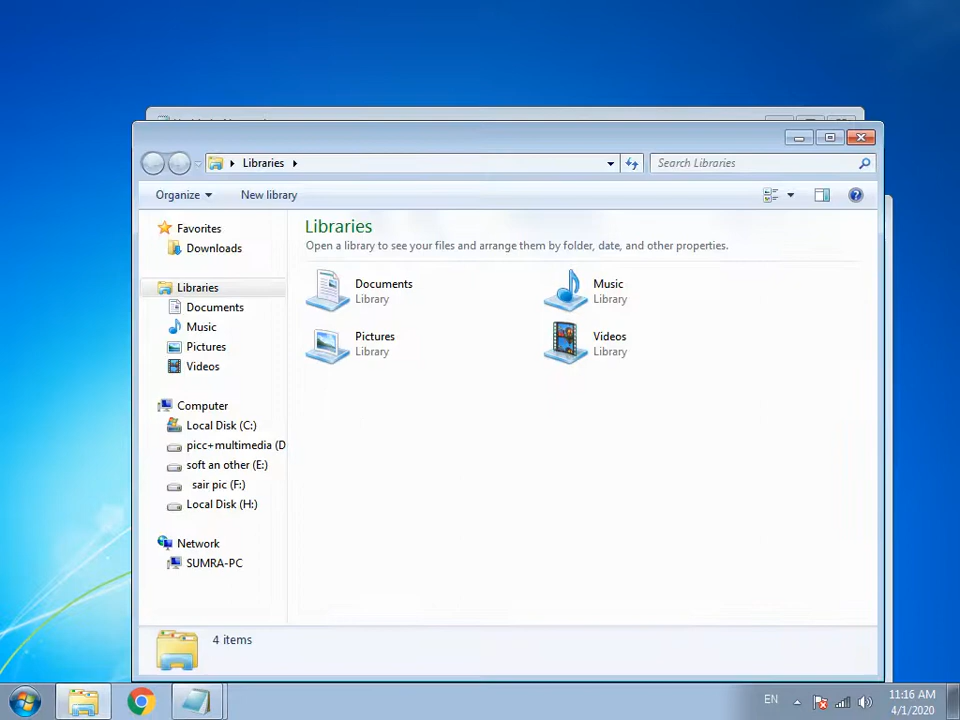 Libraries
Search Libraries
Organize
New library
Favorites
Downloads
Libraries
Documents
Music
Pictures
Videos
Computer
Local Disk (C:)
picc+multimedia (D
soft an other (E:)
sair pic (F:)
Local Disk (H:)
Network
SUMRA-PC
Libraries
Open a library to see your files and arrange them by folder, date, and other properties.
Documents
Library
Music
Library
Pictures
Library
Videos
Library
4 items
EN
11:16 AM
4/1/2020